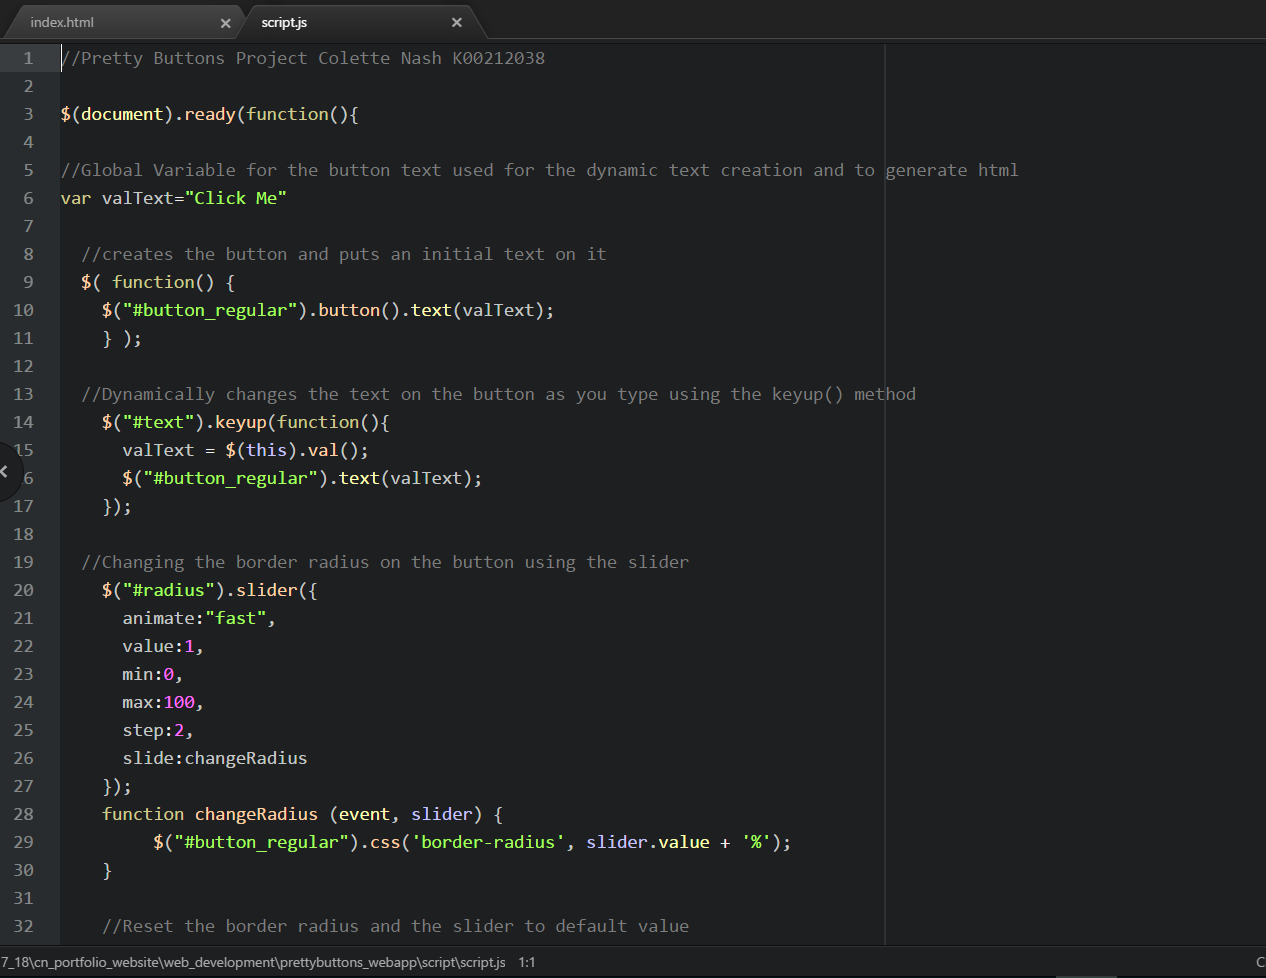 index.html × script.js ×
1 //Pretty Buttons Project Colette Nash K00212038
2
3 $(document).ready(function(){
4
5 //Global Variable for the button text used for the dynamic text creation and to generate html
6 var valText="Click Me"
7
8 //creates the button and puts an initial text on it
9 $( function() {
10 $("#button_regular").button().text(valText);
11 } );
12
13 //Dynamically changes the text on the button as you type using the keyup() method
14 $("#text").keyup(function(){
15 valText = $(this).val();
6 $("#button_regular").text(valText);
17 });
18
19 //Changing the border radius on the button using the slider
20 $("#radius").slider({
21 animate:"fast",
22 value:1,
23 min:0,
24 max:100,
25 step:2,
26 slide:changeRadius
27 });
28 function changeRadius (event, slider) {
29 $("#button_regular").css('border-radius', slider.value + '%');
30 }
31
32 //Reset the border radius and the slider to default value
7_18\cn_portfolio_website\web_development\prettybuttons_webapp\script\script.js 1:1